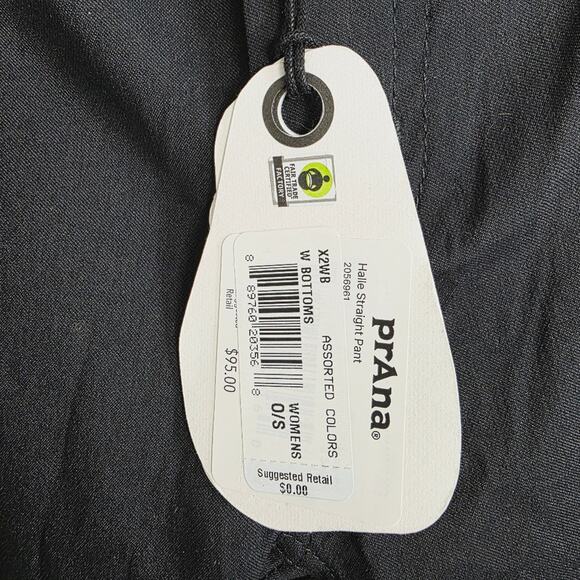 FAIR TRADE
CERTIFIED
FACTORY
prAna®
Halle Straight Pant
2056961
X2WB
ASSORTED COLORS
W BOTTOMS
8 89760 20356 8
WOMENS
O/S
Suggested Retail
$0.00
Retail
$95.00